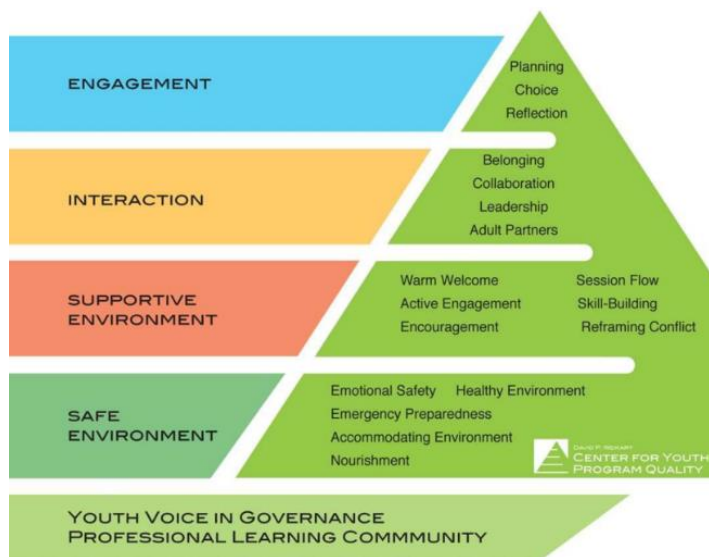 ENGAGEMENT
Planning
Choice
Reflection
INTERACTION
Belonging
Collaboration
Leadership
Adult Partners
SUPPORTIVE
ENVIRONMENT
Warm Welcome
Active Engagement
Encouragement
Session Flow
Skill-Building
Reframing Conflict
SAFE
ENVIRONMENT
Emotional Safety Healthy Environment
Emergency Preparedness
Accommodating Environment
Nourishment
DAVID P. WEIKART
CENTER FOR YOUTH
PROGRAM QUALITY
YOUTH VOICE IN GOVERNANCE
PROFESSIONAL LEARNING COMMMUNITY